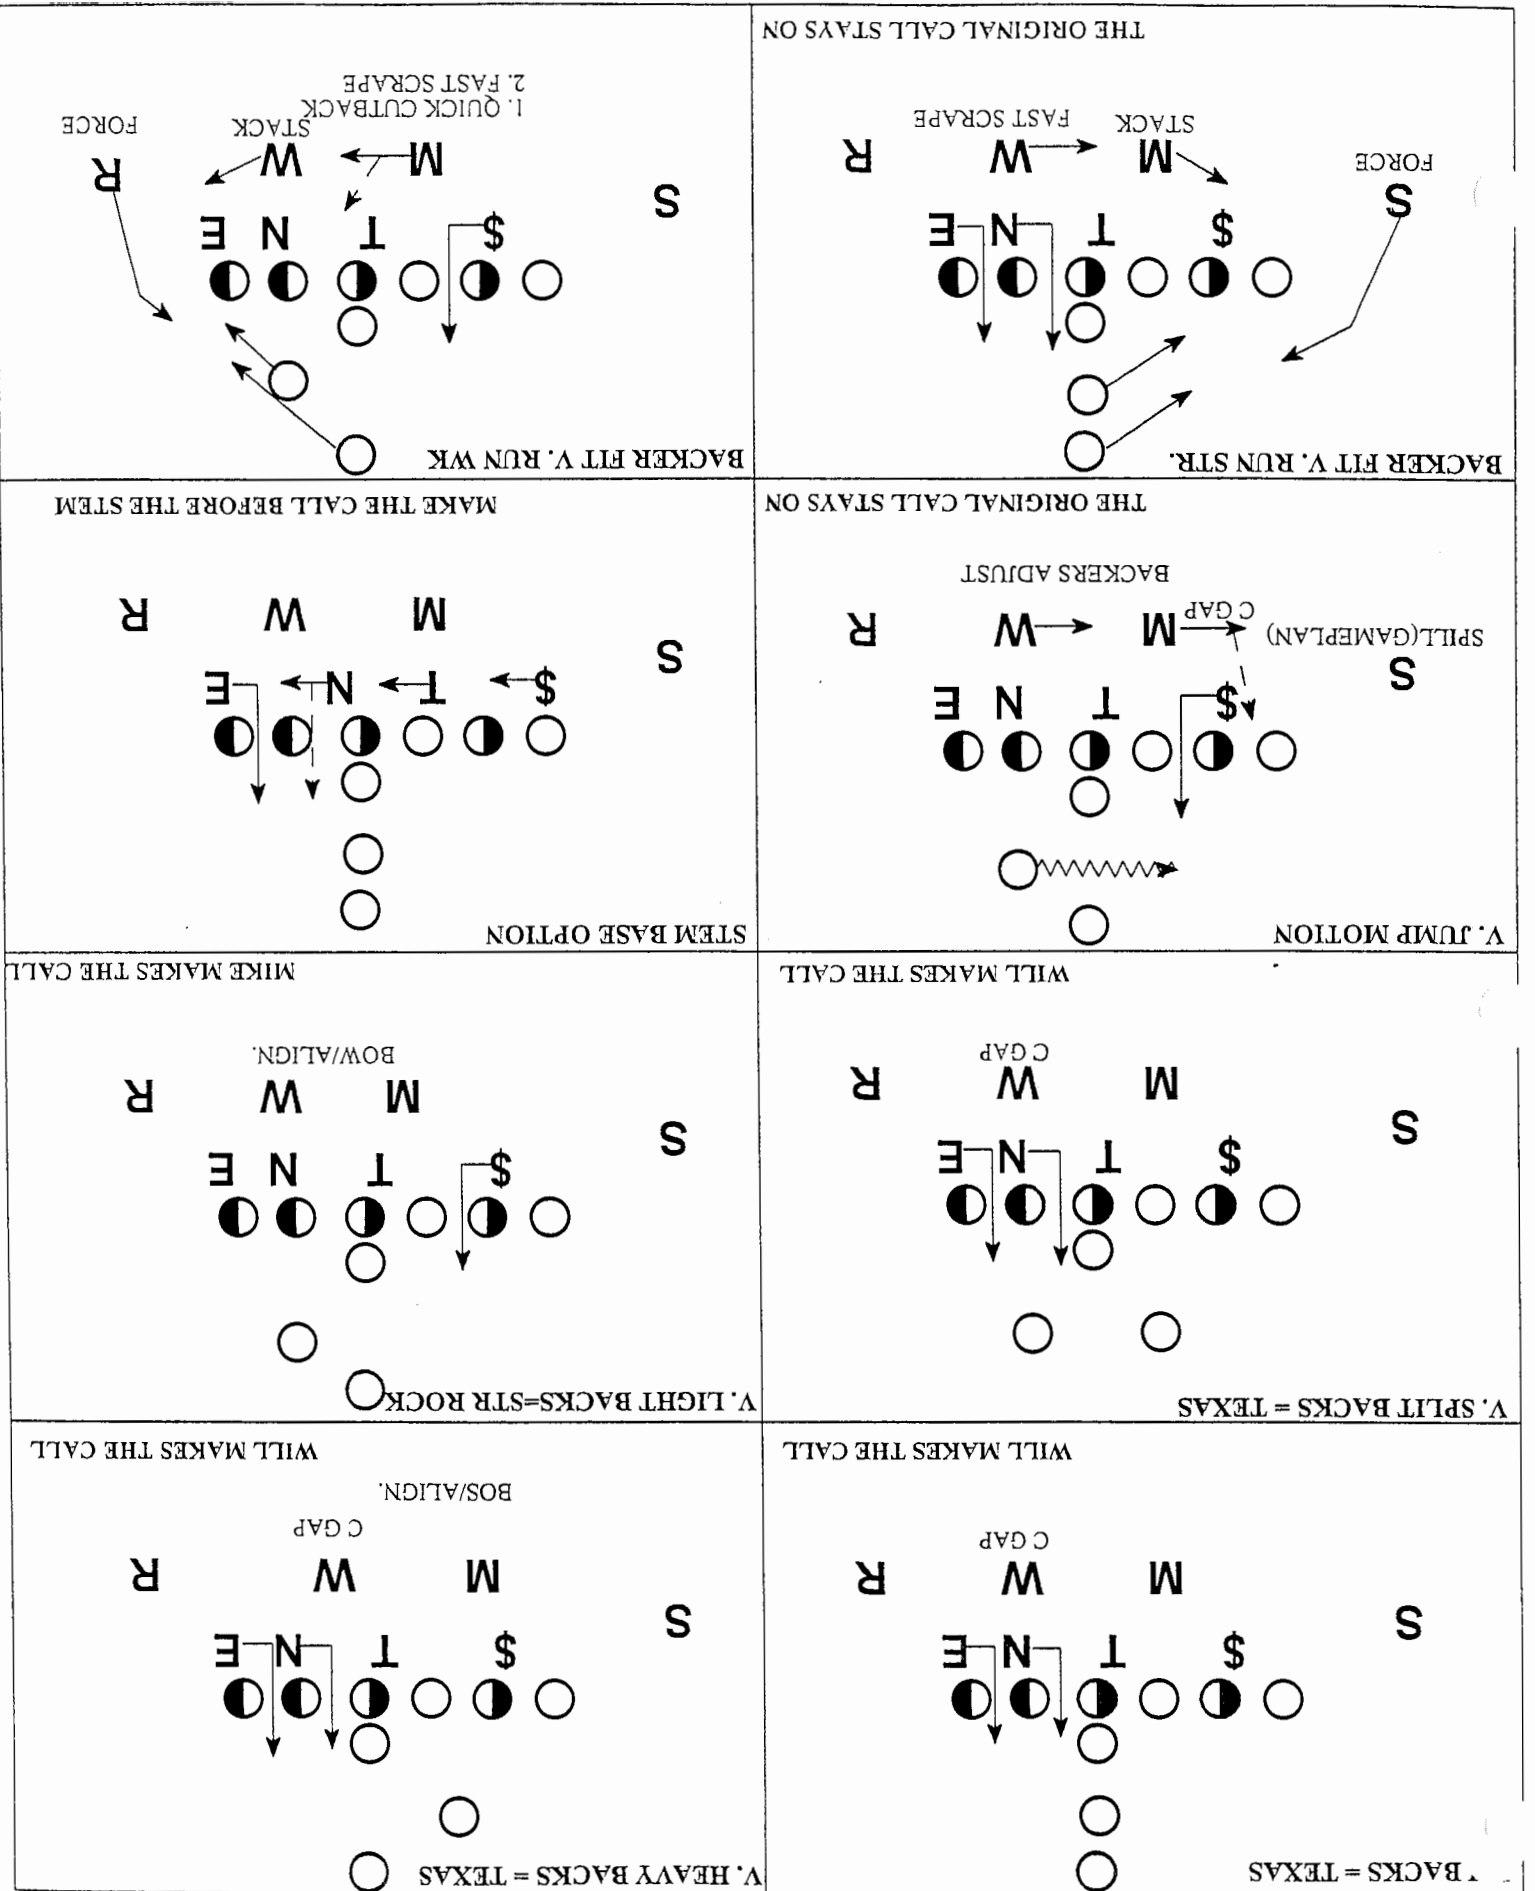 BACKS = TEXAS
$ T N E
S
M W R
C GAP
WILL MAKES THE CALL
V. HEAVY BACKS = TEXAS
$ T N E
S
M W R
C GAP
BOS/ALIGN.
WILL MAKES THE CALL
V. SPLIT BACKS = TEXAS
$ T N E
S
M W R
C GAP
WILL MAKES THE CALL
V. LIGHT BACKS=STR ROCK
$ T N E
S
M W R
BOW/ALIGN.
MIKE MAKES THE CALL
V. JUMP MOTION
$ T N E
S
SPILL(GAMEPLAN)
C GAP
M W R
BACKERS ADJUST
THE ORIGINAL CALL STAYS ON
STEM BASE OPTION
$ T N E
S
M W R
MAKE THE CALL BEFORE THE STEM
BACKER FIT V. RUN STR.
$ T N E
S
FORCE
M W R
STACK
FAST SCRAPE
THE ORIGINAL CALL STAYS ON
BACKER FIT V. RUN WK
$ T N E
S
M W R
STACK
FORCE
1. QUICK CUTBACK
2. FAST SCRAPE